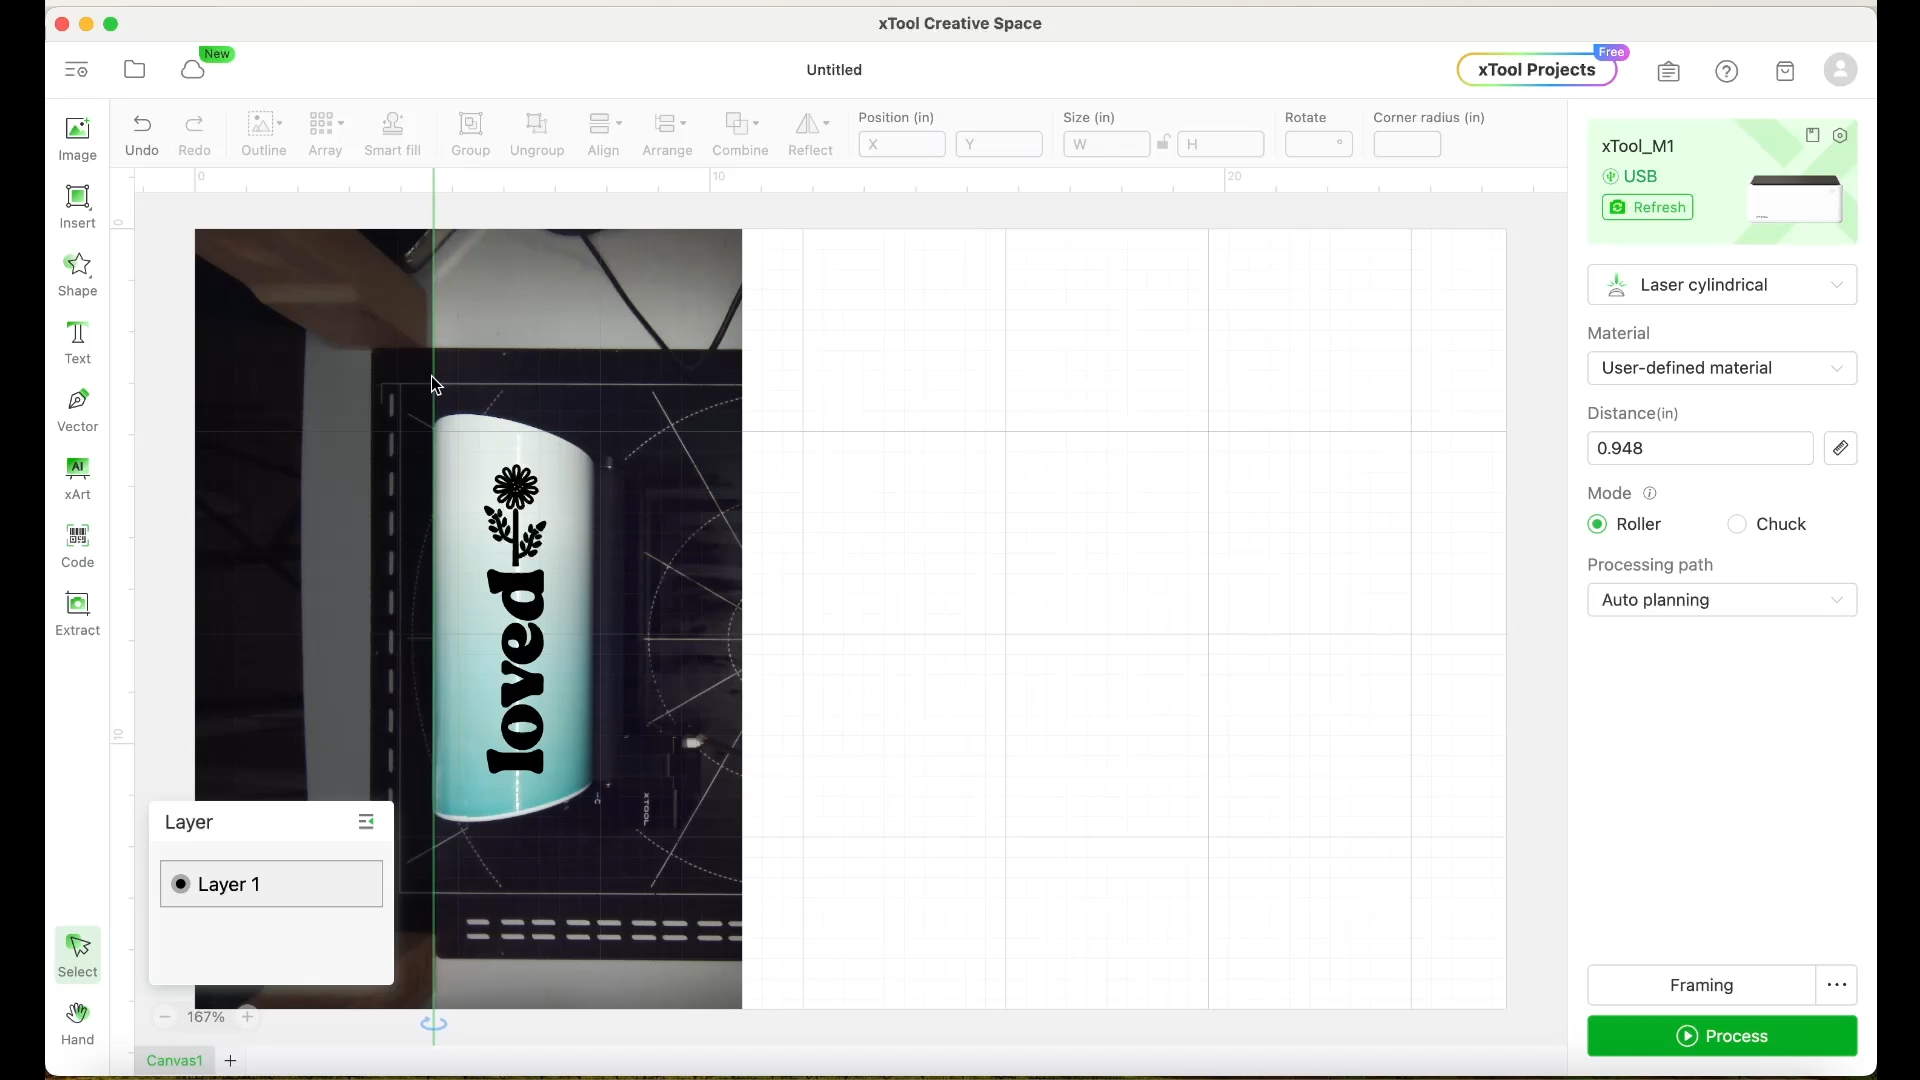 xTool Creative Space
New
Untitled
Free
xTool Projects
Undo
Redo
Outline
Array
Smart fill
Group
Ungroup
Align
Arrange
Combine
Reflect
Position (in)
X
Y
Size (in)
W
H
Rotate
°
Corner radius (in)
Image
Insert
Shape
Text
Vector
AI
xArt
Code
Extract
Select
Hand
0
10
20
0
10
loved
XTOOL
Layer
Layer 1
167%
Canvas1
xTool_M1
USB
Refresh
Laser cylindrical
Material
User-defined material
Distance(in)
0.948
Mode
Roller
Chuck
Processing path
Auto planning
Framing
Process